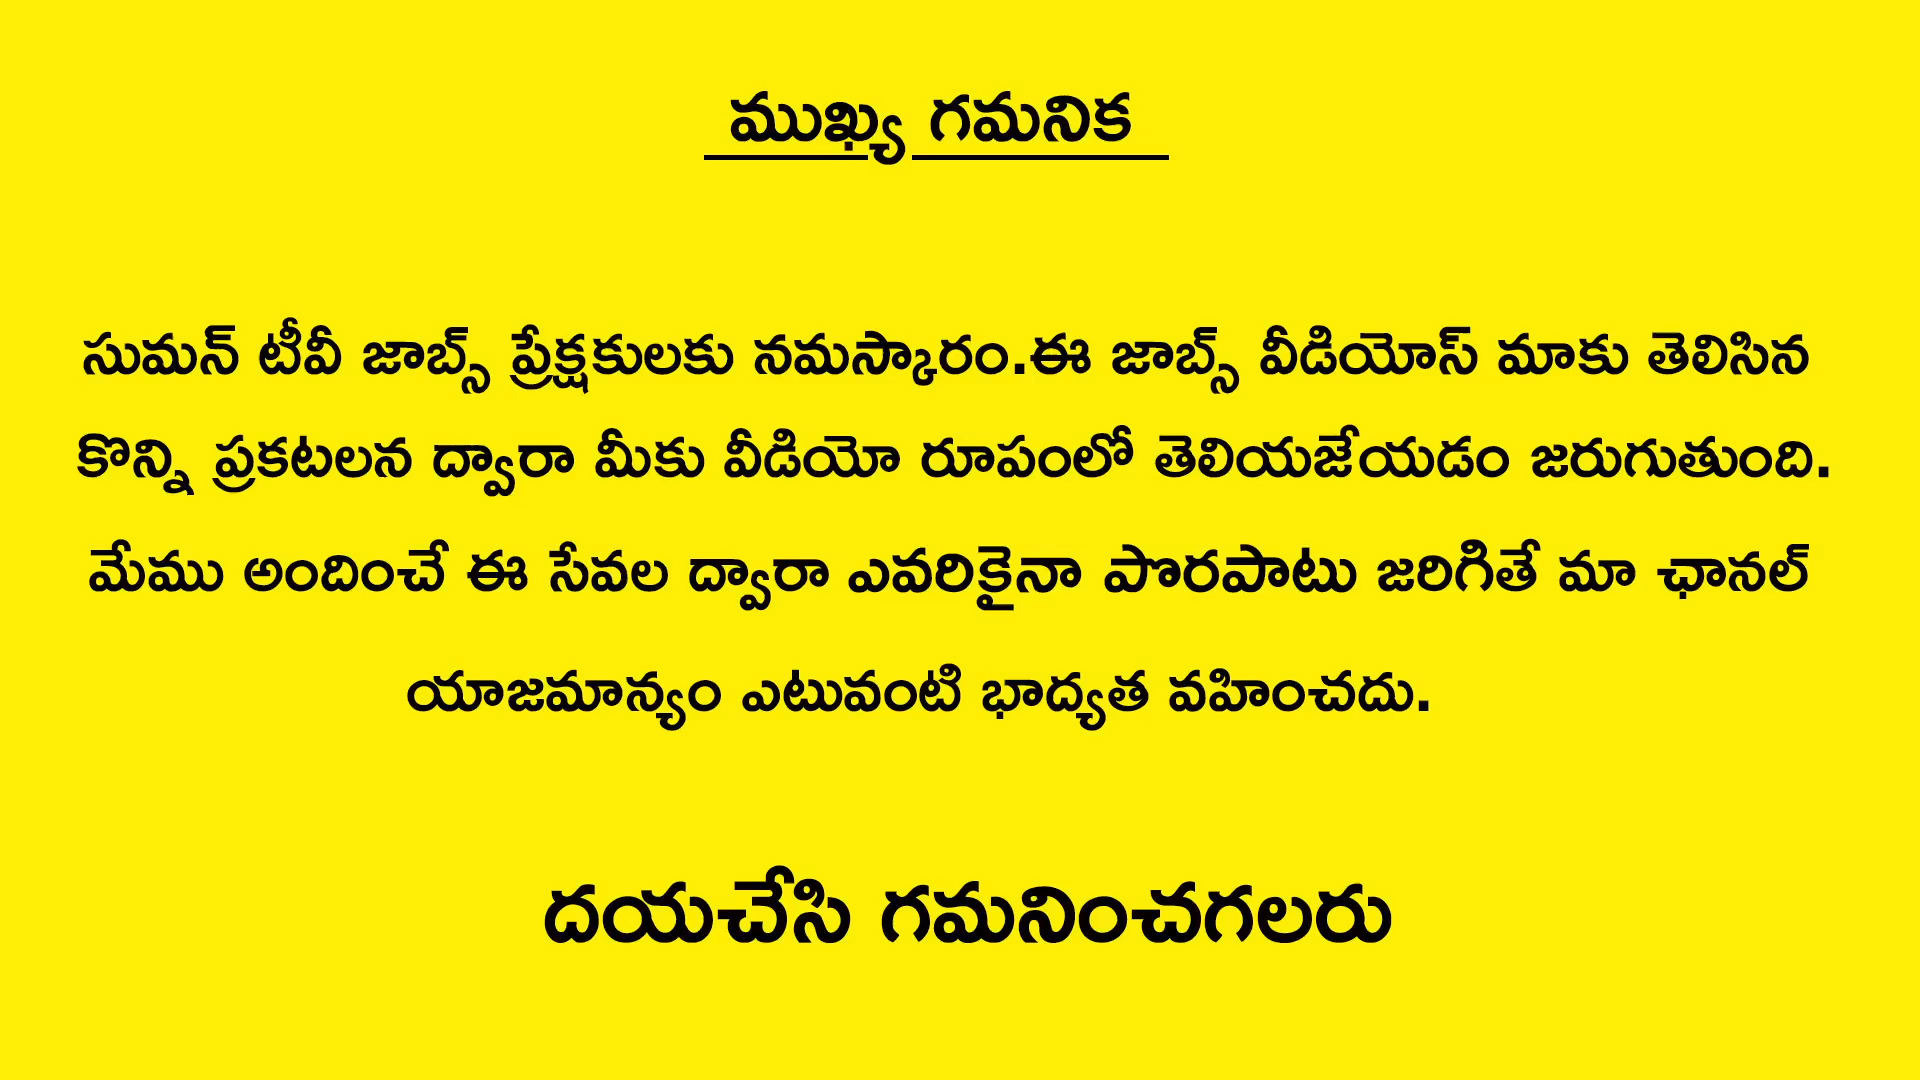 ముఖ్య గమనిక
సుమన్ టీవీ జాబ్స్ ప్రేక్షకులకు నమస్కారం.ఈ జాబ్స్ వీడియోస్ మాకు తెలిసిన
కొన్ని ప్రకటలన ద్వారా మీకు వీడియో రూపంలో తెలియజేయడం జరుగుతుంది.
మేము అందించే ఈ సేవల ద్వారా ఎవరికైనా పొరపాటు జరిగితే మా ఛానల్
యాజమాన్యం ఎటువంటి భాద్యత వహించదు.
దయచేసి గమనించగలరు